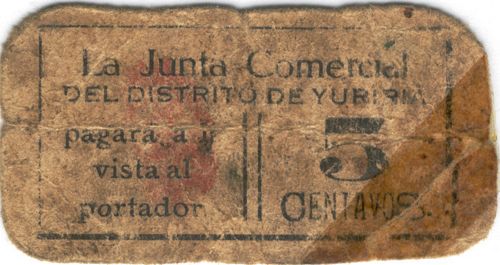 La Junta Comercial
DEL DISTRITO DE YURIRIA
pagará a la
vista al
portador
5
CENTAVOS.